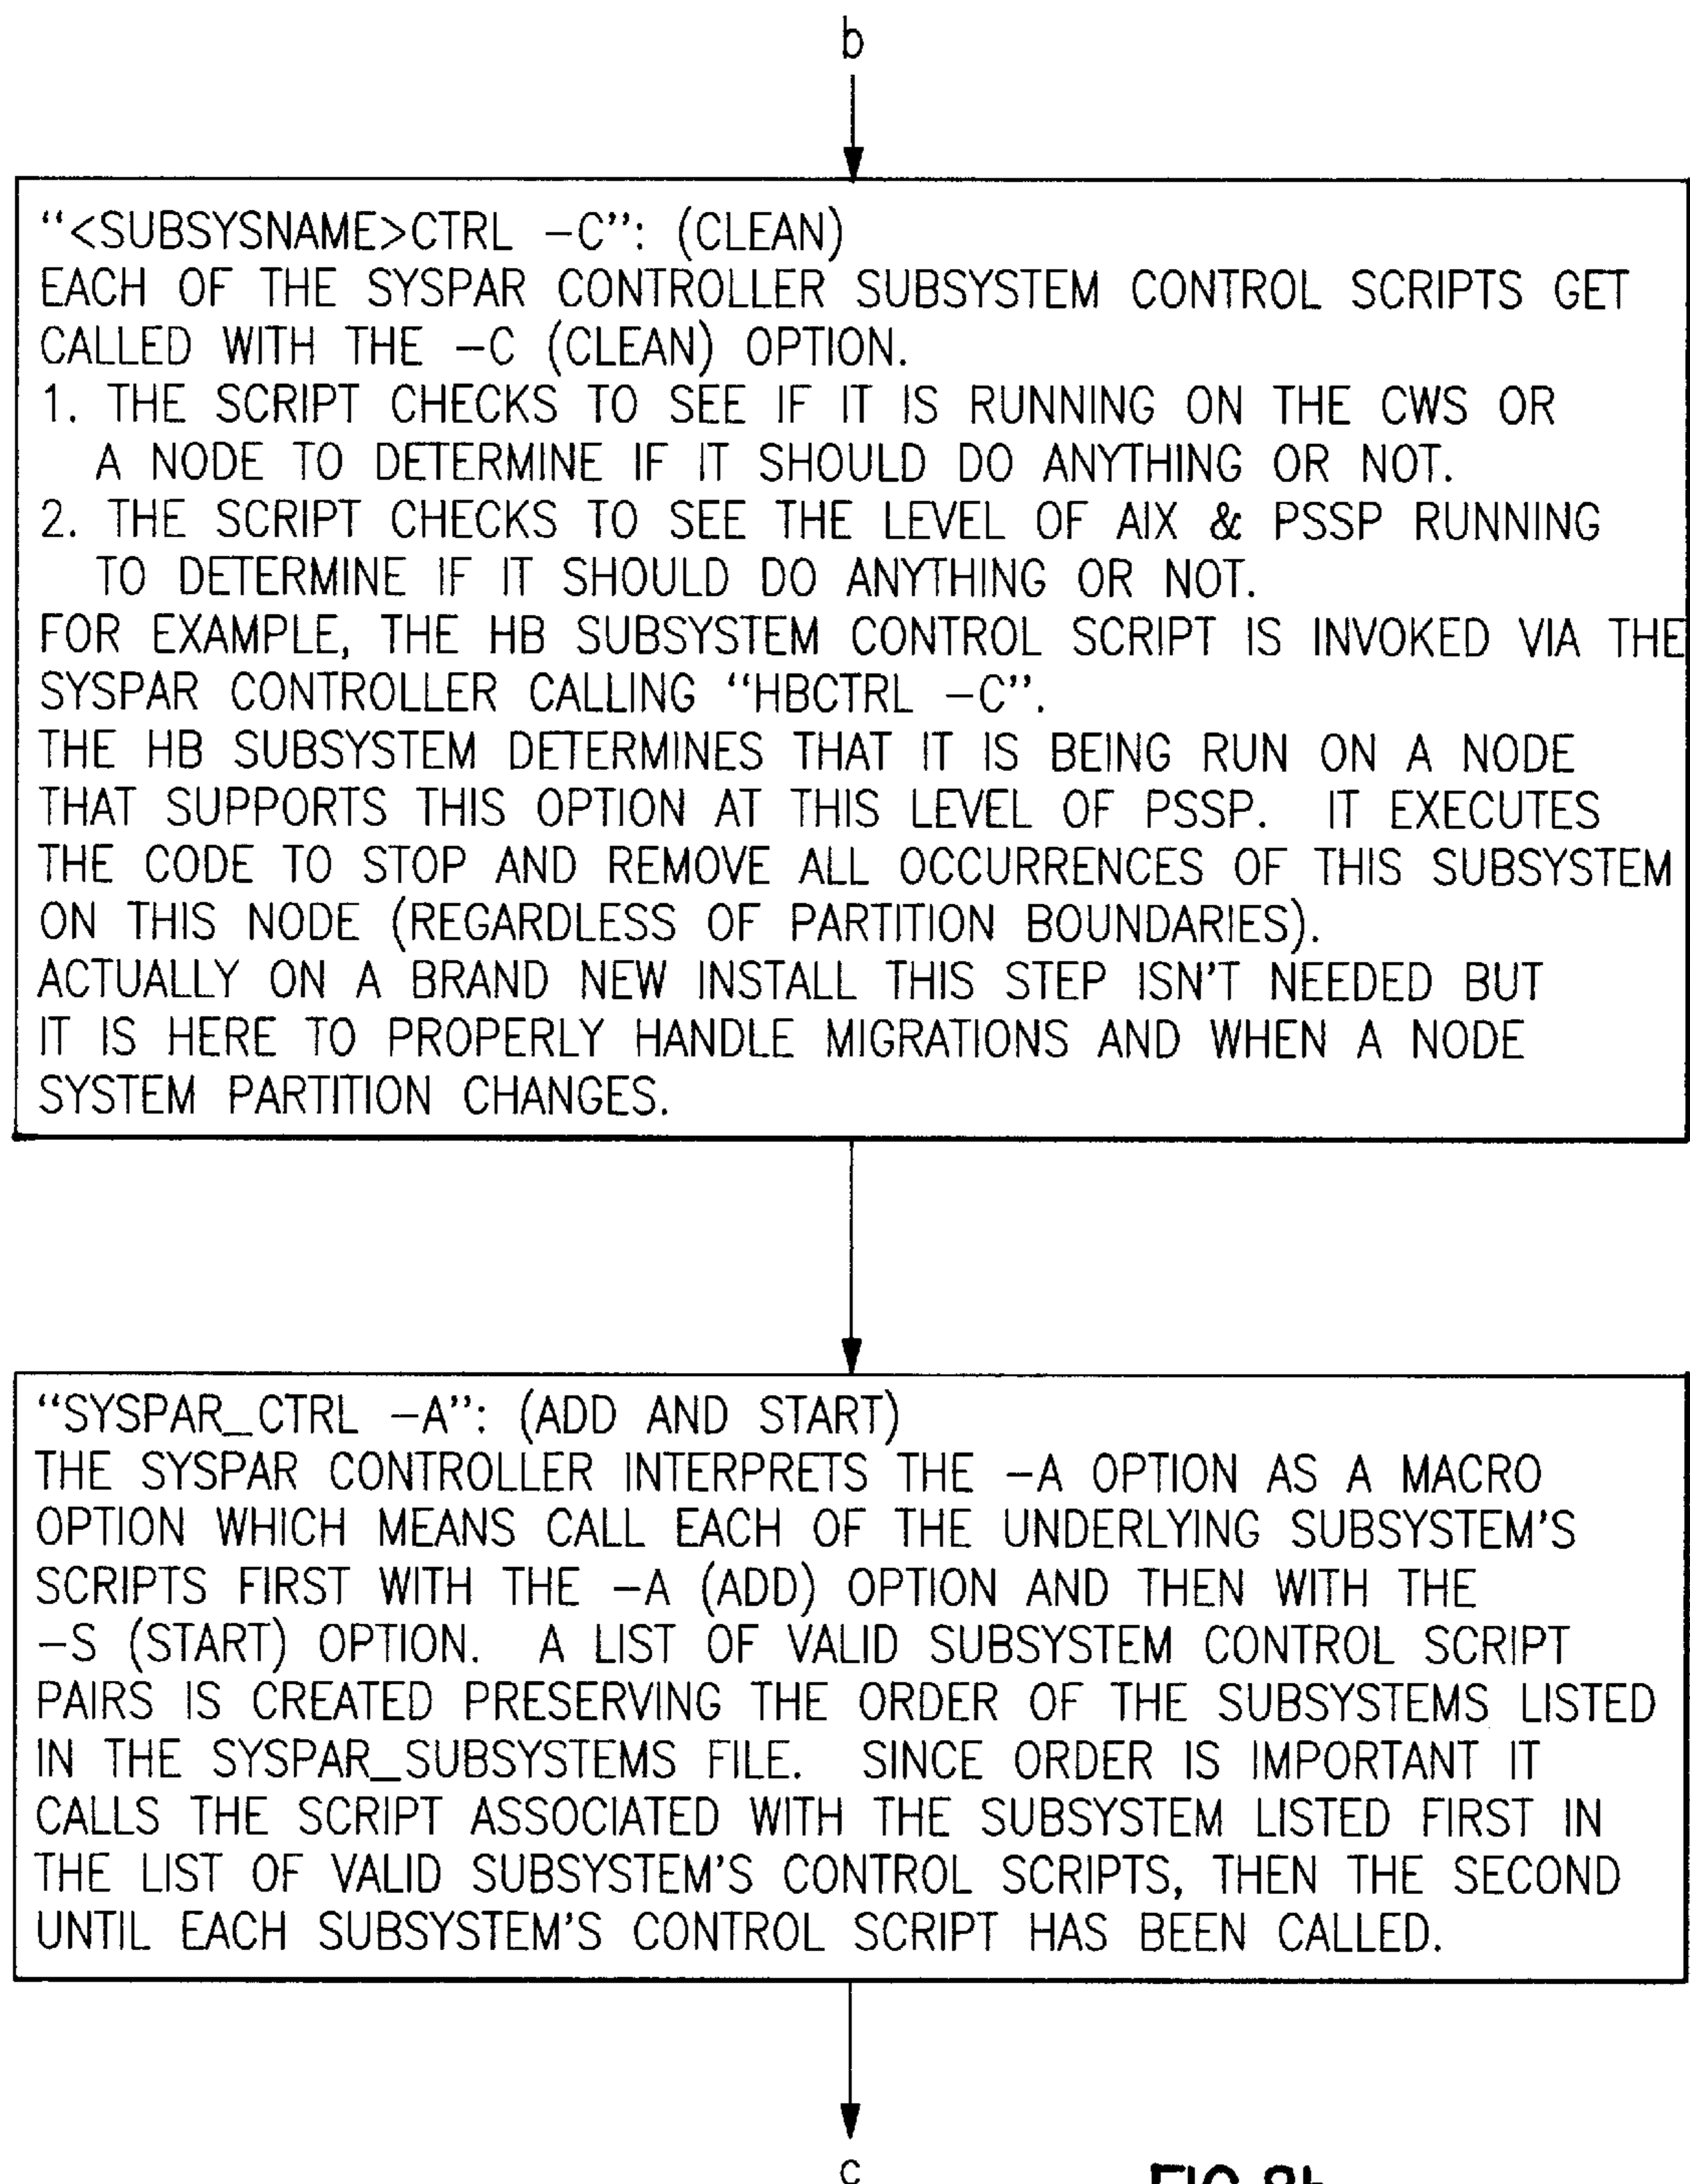 b
“<SUBSYSNAME>CTRL –C”: (CLEAN)
EACH OF THE SYSPAR CONTROLLER SUBSYSTEM CONTROL SCRIPTS GET
CALLED WITH THE –C (CLEAN) OPTION.
1. THE SCRIPT CHECKS TO SEE IF IT IS RUNNING ON THE CWS OR
A NODE TO DETERMINE IF IT SHOULD DO ANYTHING OR NOT.
2. THE SCRIPT CHECKS TO SEE THE LEVEL OF AIX & PSSP RUNNING
TO DETERMINE IF IT SHOULD DO ANYTHING OR NOT.
FOR EXAMPLE, THE HB SUBSYSTEM CONTROL SCRIPT IS INVOKED VIA THE
SYSPAR CONTROLLER CALLING “HBCTRL –C”.
THE HB SUBSYSTEM DETERMINES THAT IT IS BEING RUN ON A NODE
THAT SUPPORTS THIS OPTION AT THIS LEVEL OF PSSP. IT EXECUTES
THE CODE TO STOP AND REMOVE ALL OCCURRENCES OF THIS SUBSYSTEM
ON THIS NODE (REGARDLESS OF PARTITION BOUNDARIES).
ACTUALLY ON A BRAND NEW INSTALL THIS STEP ISN'T NEEDED BUT
IT IS HERE TO PROPERLY HANDLE MIGRATIONS AND WHEN A NODE
SYSTEM PARTITION CHANGES.
“SYSPAR_CTRL –A”: (ADD AND START)
THE SYSPAR CONTROLLER INTERPRETS THE –A OPTION AS A MACRO
OPTION WHICH MEANS CALL EACH OF THE UNDERLYING SUBSYSTEM'S
SCRIPTS FIRST WITH THE –A (ADD) OPTION AND THEN WITH THE
–S (START) OPTION. A LIST OF VALID SUBSYSTEM CONTROL SCRIPT
PAIRS IS CREATED PRESERVING THE ORDER OF THE SUBSYSTEMS LISTED
IN THE SYSPAR_SUBSYSTEMS FILE. SINCE ORDER IS IMPORTANT IT
CALLS THE SCRIPT ASSOCIATED WITH THE SUBSYSTEM LISTED FIRST IN
THE LIST OF VALID SUBSYSTEM'S CONTROL SCRIPTS, THEN THE SECOND
UNTIL EACH SUBSYSTEM'S CONTROL SCRIPT HAS BEEN CALLED.
c